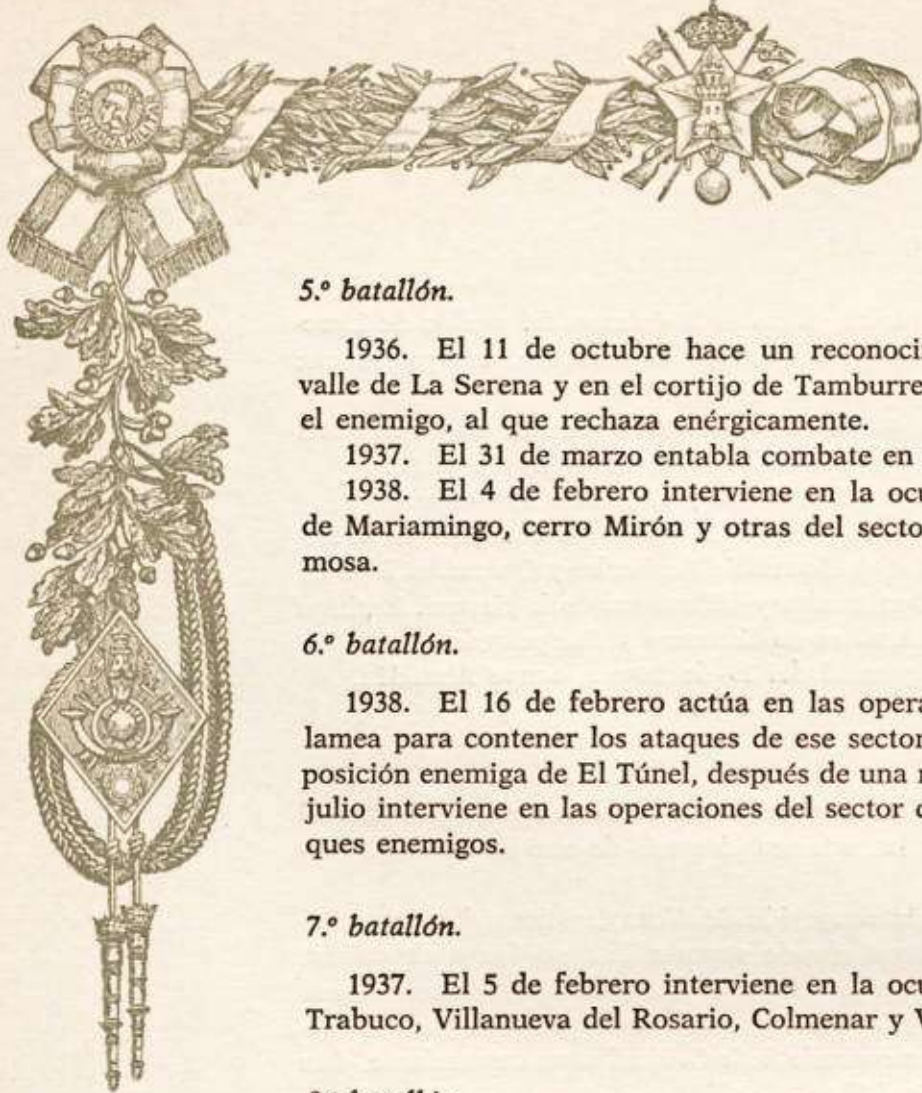 5.º batallón.
1936. El 11 de octubre hace un reconoci
valle de La Serena y en el cortijo de Tamburre
el enemigo, al que rechaza enérgicamente.
1937. El 31 de marzo entabla combate en
1938. El 4 de febrero interviene en la ocu
de Mariamingo, cerro Mirón y otras del secto
mosa.
6.º batallón.
1938. El 16 de febrero actúa en las opera
lamea para contener los ataques de ese sector
posición enemiga de El Túnel, después de una
julio interviene en las operaciones del sector
ques enemigos.
7.º batallón.
1937. El 5 de febrero interviene en la ocu
Trabuco, Villanueva del Rosario, Colmenar y V